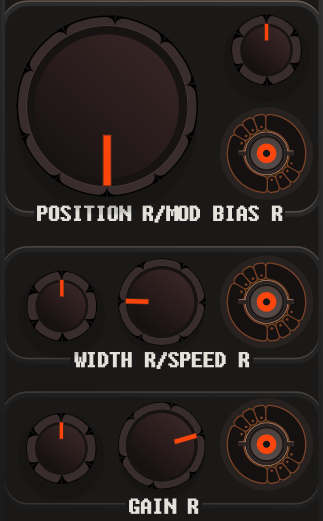 POSITION R/MOD BIAS R
WIDTH R/SPEED R
GAIN R